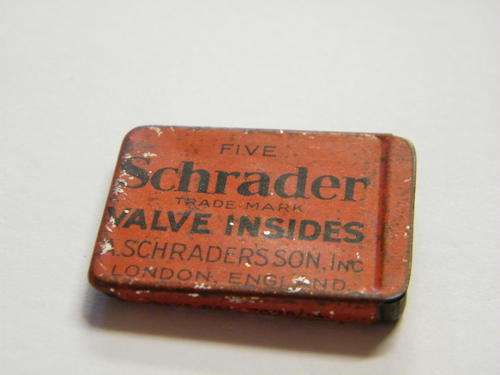 FIVE
Schrader
TRADE MARK
VALVE INSIDES
A. SCHRADER'S SON, INC
LONDON, ENGLAND